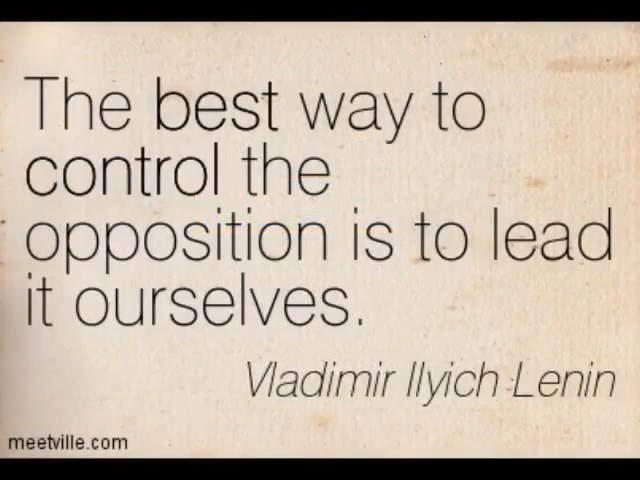 The best way to
control the
opposition is to lead
it ourselves.
Vladimir Ilyich Lenin
meetville.com